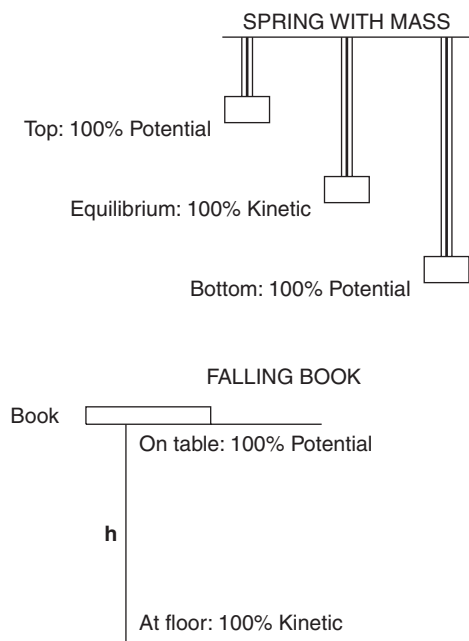 SPRING WITH MASS
Top: 100% Potential
Equilibrium: 100% Kinetic
Bottom: 100% Potential
FALLING BOOK
Book
On table: 100% Potential
h
At floor: 100% Kinetic